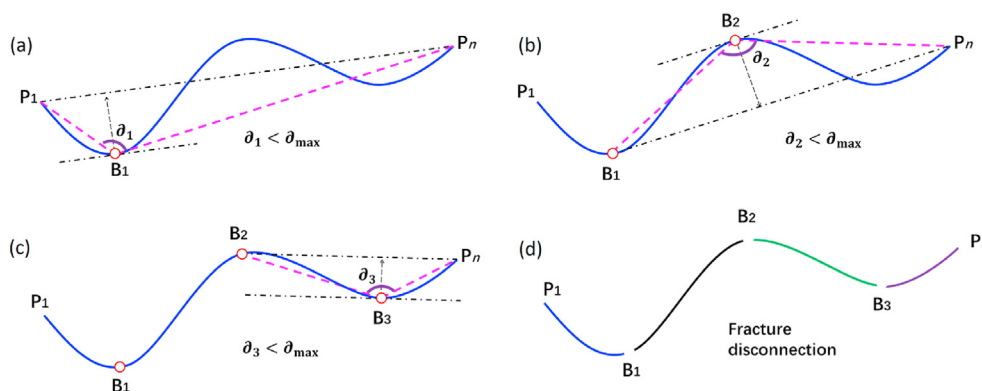 (a)
P1
Pn
∂1
B1
∂1 < ∂max
(b)
B2
Pn
∂2
P1
B1
∂2 < ∂max
(c)
B2
Pn
P1
∂3
B3
∂3 < ∂max
B1
(d)
B2
P
P1
B3
Fracture
disconnection
B1